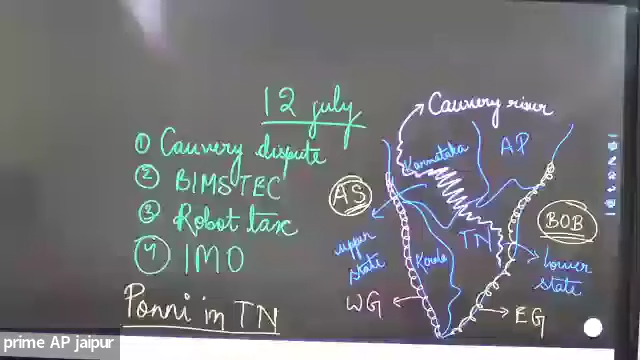 12 July
① Cauvery dispute
② BIMSTEC
③ Robot taxe
④ IMO
Ponni in TN
Cauvery river
Karnataka
AP
AS
BOB
upper state
TN
Kerala
lower state
WG
EG
prime AP jaipur